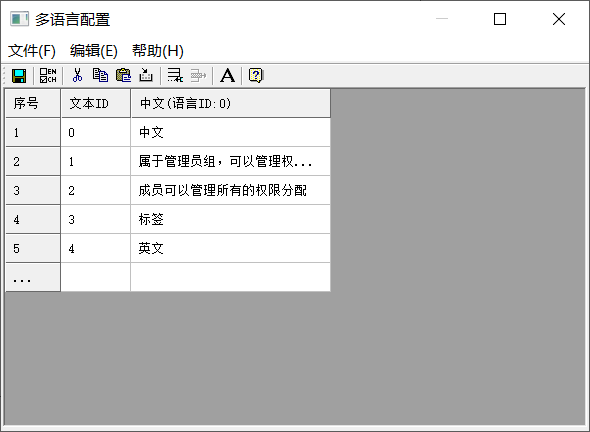 多语言配置
文件(F) 编辑(E) 帮助(H)
EN CH A ?
序号 文本ID 中文(语言ID:0)
1 0 中文
2 1 属于管理员组，可以管理权...
3 2 成员可以管理所有的权限分配
4 3 标签
5 4 英文
...